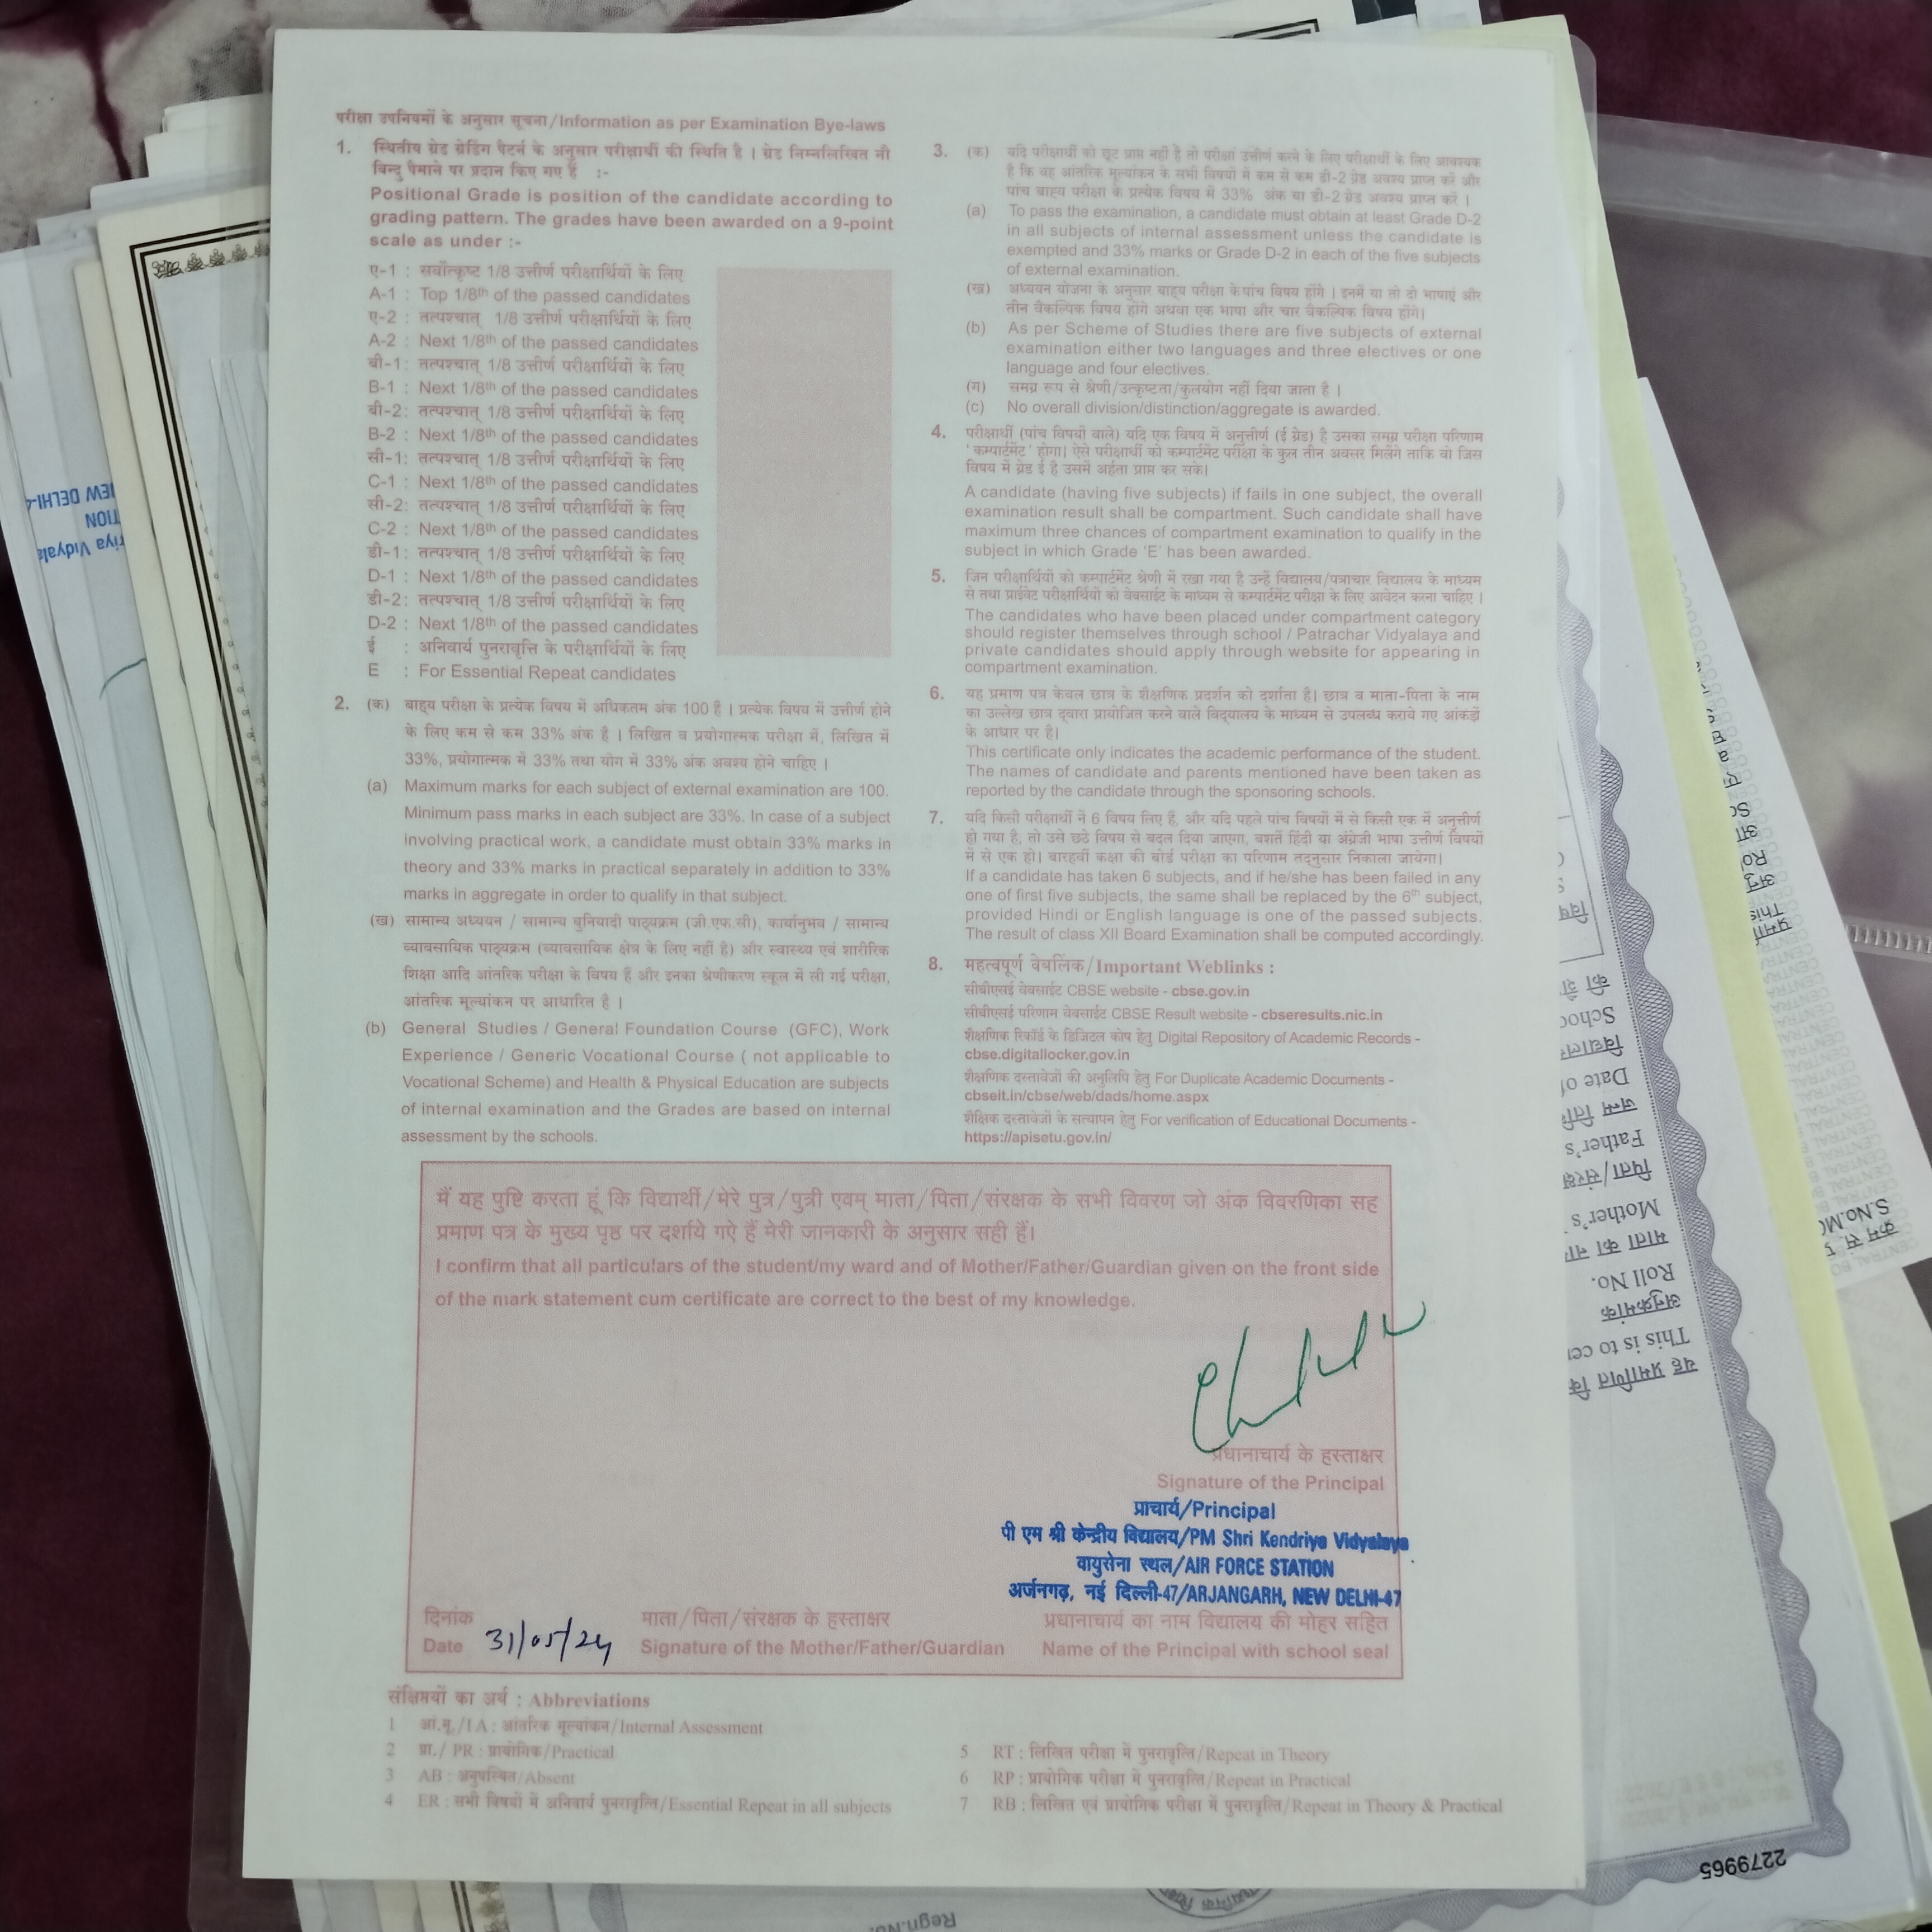 परीक्षा उपनियमों के अनुसार सूचना/Information as per Examination Bye-laws
1. स्थितीय ग्रेड ग्रेडिंग पैटर्न के अनुसार परीक्षार्थी की स्थिति है । ग्रेड निम्नलिखित नौ
बिन्दु पैमाने पर प्रदान किए गए हैं :-
Positional Grade is position of the candidate according to
grading pattern. The grades have been awarded on a 9-point
scale as under :-
ए-1 : सर्वोत्कृष्ट 1/8 उत्तीर्ण परीक्षार्थियों के लिए
A-1 : Top 1/8th of the passed candidates
ए-2 : तत्पश्चात् 1/8 उत्तीर्ण परीक्षार्थियों के लिए
A-2 : Next 1/8th of the passed candidates
बी-1: तत्पश्चात् 1/8 उत्तीर्ण परीक्षार्थियों के लिए
B-1 : Next 1/8th of the passed candidates
बी-2: तत्पश्चात् 1/8 उत्तीर्ण परीक्षार्थियों के लिए
B-2 : Next 1/8th of the passed candidates
सी-1: तत्पश्चात् 1/8 उत्तीर्ण परीक्षार्थियों के लिए
C-1 : Next 1/8th of the passed candidates
सी-2: तत्पश्चात् 1/8 उत्तीर्ण परीक्षार्थियों के लिए
C-2 : Next 1/8th of the passed candidates
डी-1: तत्पश्चात् 1/8 उत्तीर्ण परीक्षार्थियों के लिए
D-1 : Next 1/8th of the passed candidates
डी-2: तत्पश्चात् 1/8 उत्तीर्ण परीक्षार्थियों के लिए
D-2 : Next 1/8th of the passed candidates
ई : अनिवार्य पुनरावृत्ति के परीक्षार्थियों के लिए
E : For Essential Repeat candidates
2. (क) बाह्य परीक्षा के प्रत्येक विषय में अधिकतम अंक 100 है । प्रत्येक विषय में उत्तीर्ण होने
के लिए कम से कम 33% अंक है । लिखित व प्रयोगात्मक परीक्षा में, लिखित में
33%, प्रयोगात्मक में 33% तथा योग में 33% अंक अवश्य होने चाहिए ।
(a) Maximum marks for each subject of external examination are 100.
Minimum pass marks in each subject are 33%. In case of a subject
involving practical work, a candidate must obtain 33% marks in
theory and 33% marks in practical separately in addition to 33%
marks in aggregate in order to qualify in that subject.
(ख) सामान्य अध्ययन / सामान्य बुनियादी पाठ्यक्रम (जी.एफ.सी), कार्यानुभव / सामान्य
व्यावसायिक पाठ्यक्रम (व्यावसायिक क्षेत्र के लिए नहीं है) और स्वास्थ्य एवं शारीरिक
शिक्षा आदि आंतरिक परीक्षा के विषय हैं और इनका श्रेणीकरण स्कूल में ली गई परीक्षा,
आंतरिक मूल्यांकन पर आधारित है ।
(b) General Studies / General Foundation Course (GFC), Work
Experience / Generic Vocational Course ( not applicable to
Vocational Scheme) and Health & Physical Education are subjects
of internal examination and the Grades are based on internal
assessment by the schools.
3. (क) यदि परीक्षार्थी को छूट प्राप्त नहीं है तो परीक्षा उत्तीर्ण करने के लिए परीक्षार्थी के लिए आवश्यक
है कि वह आंतरिक मूल्यांकन के सभी विषयों में कम से कम डी-2 ग्रेड अवश्य प्राप्त करें और
पांच बाह्य परीक्षा के प्रत्येक विषय में 33% अंक या डी-2 ग्रेड अवश्य प्राप्त करें ।
(a) To pass the examination, a candidate must obtain at least Grade D-2
in all subjects of internal assessment unless the candidate is
exempted and 33% marks or Grade D-2 in each of the five subjects
of external examination.
(ख) अध्ययन योजना के अनुसार बाह्य परीक्षा के पांच विषय होंगे । इनमें या तो दो भाषाएं और
तीन वैकल्पिक विषय होंगे अथवा एक भाषा और चार वैकल्पिक विषय होंगे।
(b) As per Scheme of Studies there are five subjects of external
examination either two languages and three electives or one
language and four electives.
(ग) समग्र रूप से श्रेणी/उत्कृष्टता/कुलयोग नहीं दिया जाता है ।
(c) No overall division/distinction/aggregate is awarded.
4. परीक्षार्थी (पांच विषयों वाले) यदि एक विषय में अनुत्तीर्ण (ई ग्रेड) है उसका समग्र परीक्षा परिणाम
'कम्पार्टमेंट' होगा। ऐसे परीक्षार्थी को कम्पार्टमेंट परीक्षा के कुल तीन अवसर मिलेंगे ताकि वो जिस
विषय में ग्रेड ई है उसमें अर्हता प्राप्त कर सके।
A candidate (having five subjects) if fails in one subject, the overall
examination result shall be compartment. Such candidate shall have
maximum three chances of compartment examination to qualify in the
subject in which Grade 'E' has been awarded.
5. जिन परीक्षार्थियों को कम्पार्टमेंट श्रेणी में रखा गया है उन्हें विद्यालय/पत्राचार विद्यालय के माध्यम
से तथा प्राईवेट परीक्षार्थियों को वेबसाईट के माध्यम से कम्पार्टमेंट परीक्षा के लिए आवेदन करना चाहिए ।
The candidates who have been placed under compartment category
should register themselves through school / Patrachar Vidyalaya and
private candidates should apply through website for appearing in
compartment examination.
6. यह प्रमाण पत्र केवल छात्र के शैक्षणिक प्रदर्शन को दर्शाता है। छात्र व माता-पिता के नाम
का उल्लेख छात्र द्वारा प्रायोजित करने वाले विद्यालय के माध्यम से उपलब्ध कराये गए आंकड़ों
के आधार पर है।
This certificate only indicates the academic performance of the student.
The names of candidate and parents mentioned have been taken as
reported by the candidate through the sponsoring schools.
7. यदि किसी परीक्षार्थी नें 6 विषय लिए हैं, और यदि पहले पांच विषयों में से किसी एक में अनुत्तीर्ण
हो गया है, तो उसे छठे विषय से बदल दिया जाएगा, बशर्ते हिंदी या अंग्रेजी भाषा उत्तीर्ण विषयों
में से एक हो। बारहवीं कक्षा की बोर्ड परीक्षा का परिणाम तद्नुसार निकाला जायेगा।
If a candidate has taken 6 subjects, and if he/she has been failed in any
one of first five subjects, the same shall be replaced by the 6th subject,
provided Hindi or English language is one of the passed subjects.
The result of class XII Board Examination shall be computed accordingly.
8. महत्वपूर्ण वेबलिंक/Important Weblinks :
सीबीएसई वेबसाईट CBSE website - cbse.gov.in
सीबीएसई परिणाम वेबसाईट CBSE Result website - cbseresults.nic.in
शैक्षणिक रिकॉर्ड के डिजिटल कोष हेतु Digital Repository of Academic Records -
cbse.digitallocker.gov.in
शैक्षणिक दस्तावेजों की अनुलिपि हेतु For Duplicate Academic Documents -
cbseit.in/cbse/web/dads/home.aspx
शैक्षिक दस्तावेजों के सत्यापन हेतु For verification of Educational Documents -
https://apisetu.gov.in/
मैं यह पुष्टि करता हूं कि विद्यार्थी/मेरे पुत्र/पुत्री एवम् माता/पिता/संरक्षक के सभी विवरण जो अंक विवरणिका सह
प्रमाण पत्र के मुख्य पृष्ठ पर दर्शाये गऐ हैं मेरी जानकारी के अनुसार सही हैं।
I confirm that all particulars of the student/my ward and of Mother/Father/Guardian given on the front side
of the mark statement cum certificate are correct to the best of my knowledge.
प्रधानाचार्य के हस्ताक्षर
Signature of the Principal
प्राचार्य/Principal
पी एम श्री केन्द्रीय विद्यालय/PM Shri Kendriya Vidyalaya
वायुसेना स्थल/AIR FORCE STATION
अर्जनगढ़, नई दिल्ली-47/ARJANGARH, NEW DELHI-47
दिनांक माता/पिता/संरक्षक के हस्ताक्षर प्रधानाचार्य का नाम विद्यालय की मोहर सहित
Date 31/05/24 Signature of the Mother/Father/Guardian Name of the Principal with school seal
संक्षिप्तयों का अर्थ : Abbreviations
1 आं.मू./I A : आंतरिक मूल्यांकन/Internal Assessment
2 प्रा./ PR : प्रायोगिक/Practical
3 AB : अनुपस्थित/Absent
4 ER : सभी विषयों में अनिवार्य पुनरावृत्ति/Essential Repeat in all subjects
5 RT : लिखित परीक्षा में पुनरावृत्ति/Repeat in Theory
6 RP : प्रायोगिक परीक्षा में पुनरावृत्ति/Repeat in Practical
7 RB : लिखित एवं प्रायोगिक परीक्षा में पुनरावृत्ति/Repeat in Theory & Practical
यह प्रमाणित कि
This is to cer
अनुक्रमांक
Roll No.
माता का ना
Mother's
पिता/संरक्ष
Father's
जन्म तिथि
Date of
विद्यालय
School
2279965
Regn.No.
S.No.MC